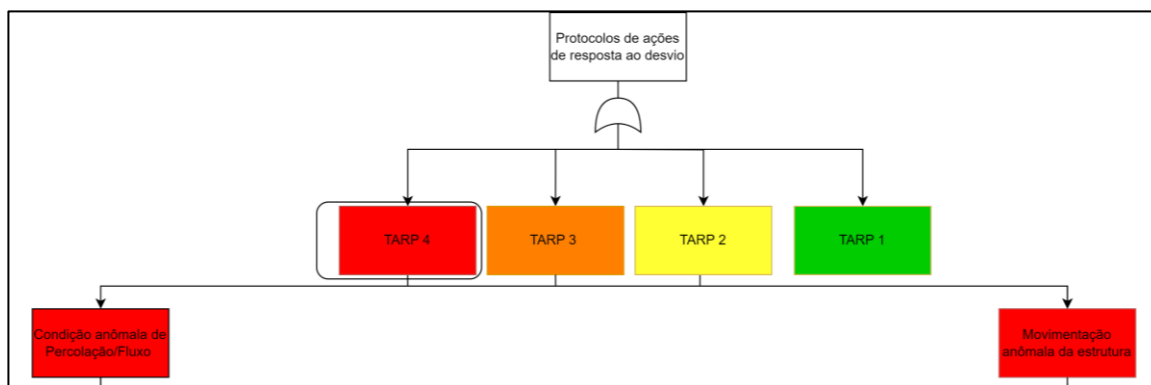 Protocolos de ações
de resposta ao desvio
TARP 4
TARP 3
TARP 2
TARP 1
Condição anômala de
Percolação/Fluxo
Movimentação
anômala da estrutura